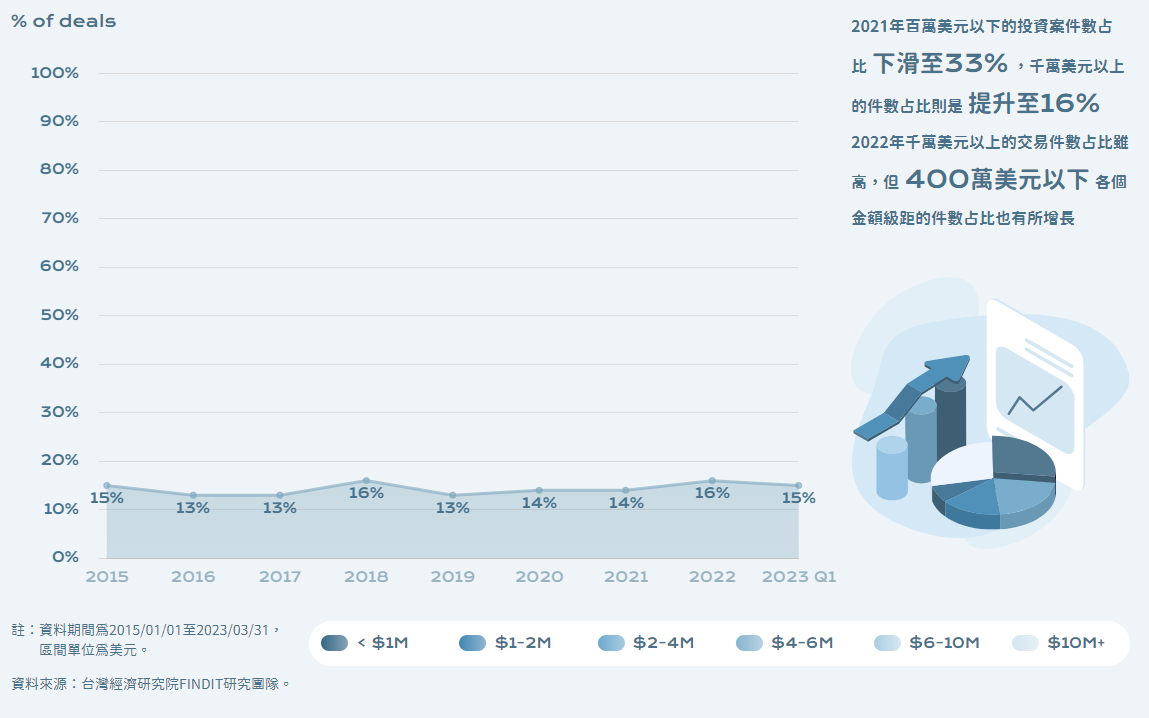 % of deals
100%
90%
80%
70%
60%
50%
40%
30%
20%
10%
0%
15%
13%
13%
16%
13%
14%
14%
16%
15%
2015
2016
2017
2018
2019
2020
2021
2022
2023 Q1
2021年百萬美元以下的投資案件數占
比 下滑至33% ，千萬美元以上
的件數占比則是 提升至16%
2022年千萬美元以上的交易件數占比雖
高，但 400萬美元以下 各個
金額級距的件數占比也有所增長
註：資料期間為2015/01/01至2023/03/31，
區間單位為美元。
資料來源：台灣經濟研究院FINDIT研究團隊。
< $1M
$1-2M
$2-4M
$4-6M
$6-10M
$10M+